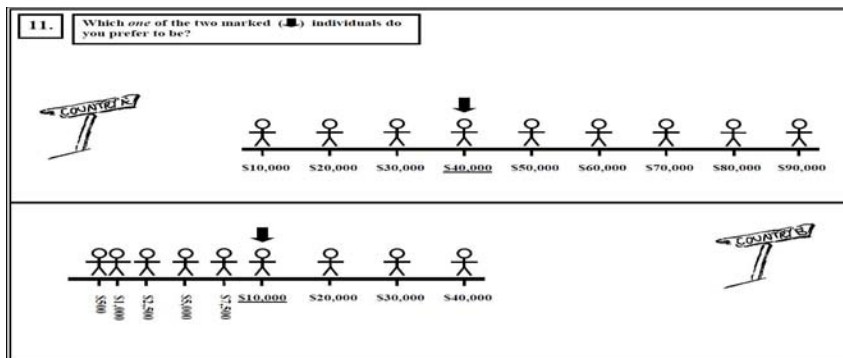 11.
Which one of the two marked (⬇) individuals do
you prefer to be?
COUNTRY A
$10,000 $20,000 $30,000 $40,000 $50,000 $60,000 $70,000 $80,000 $90,000
COUNTRY B
$500 $1,000 $2,500 $5,000 $7,500 $10,000 $20,000 $30,000 $40,000